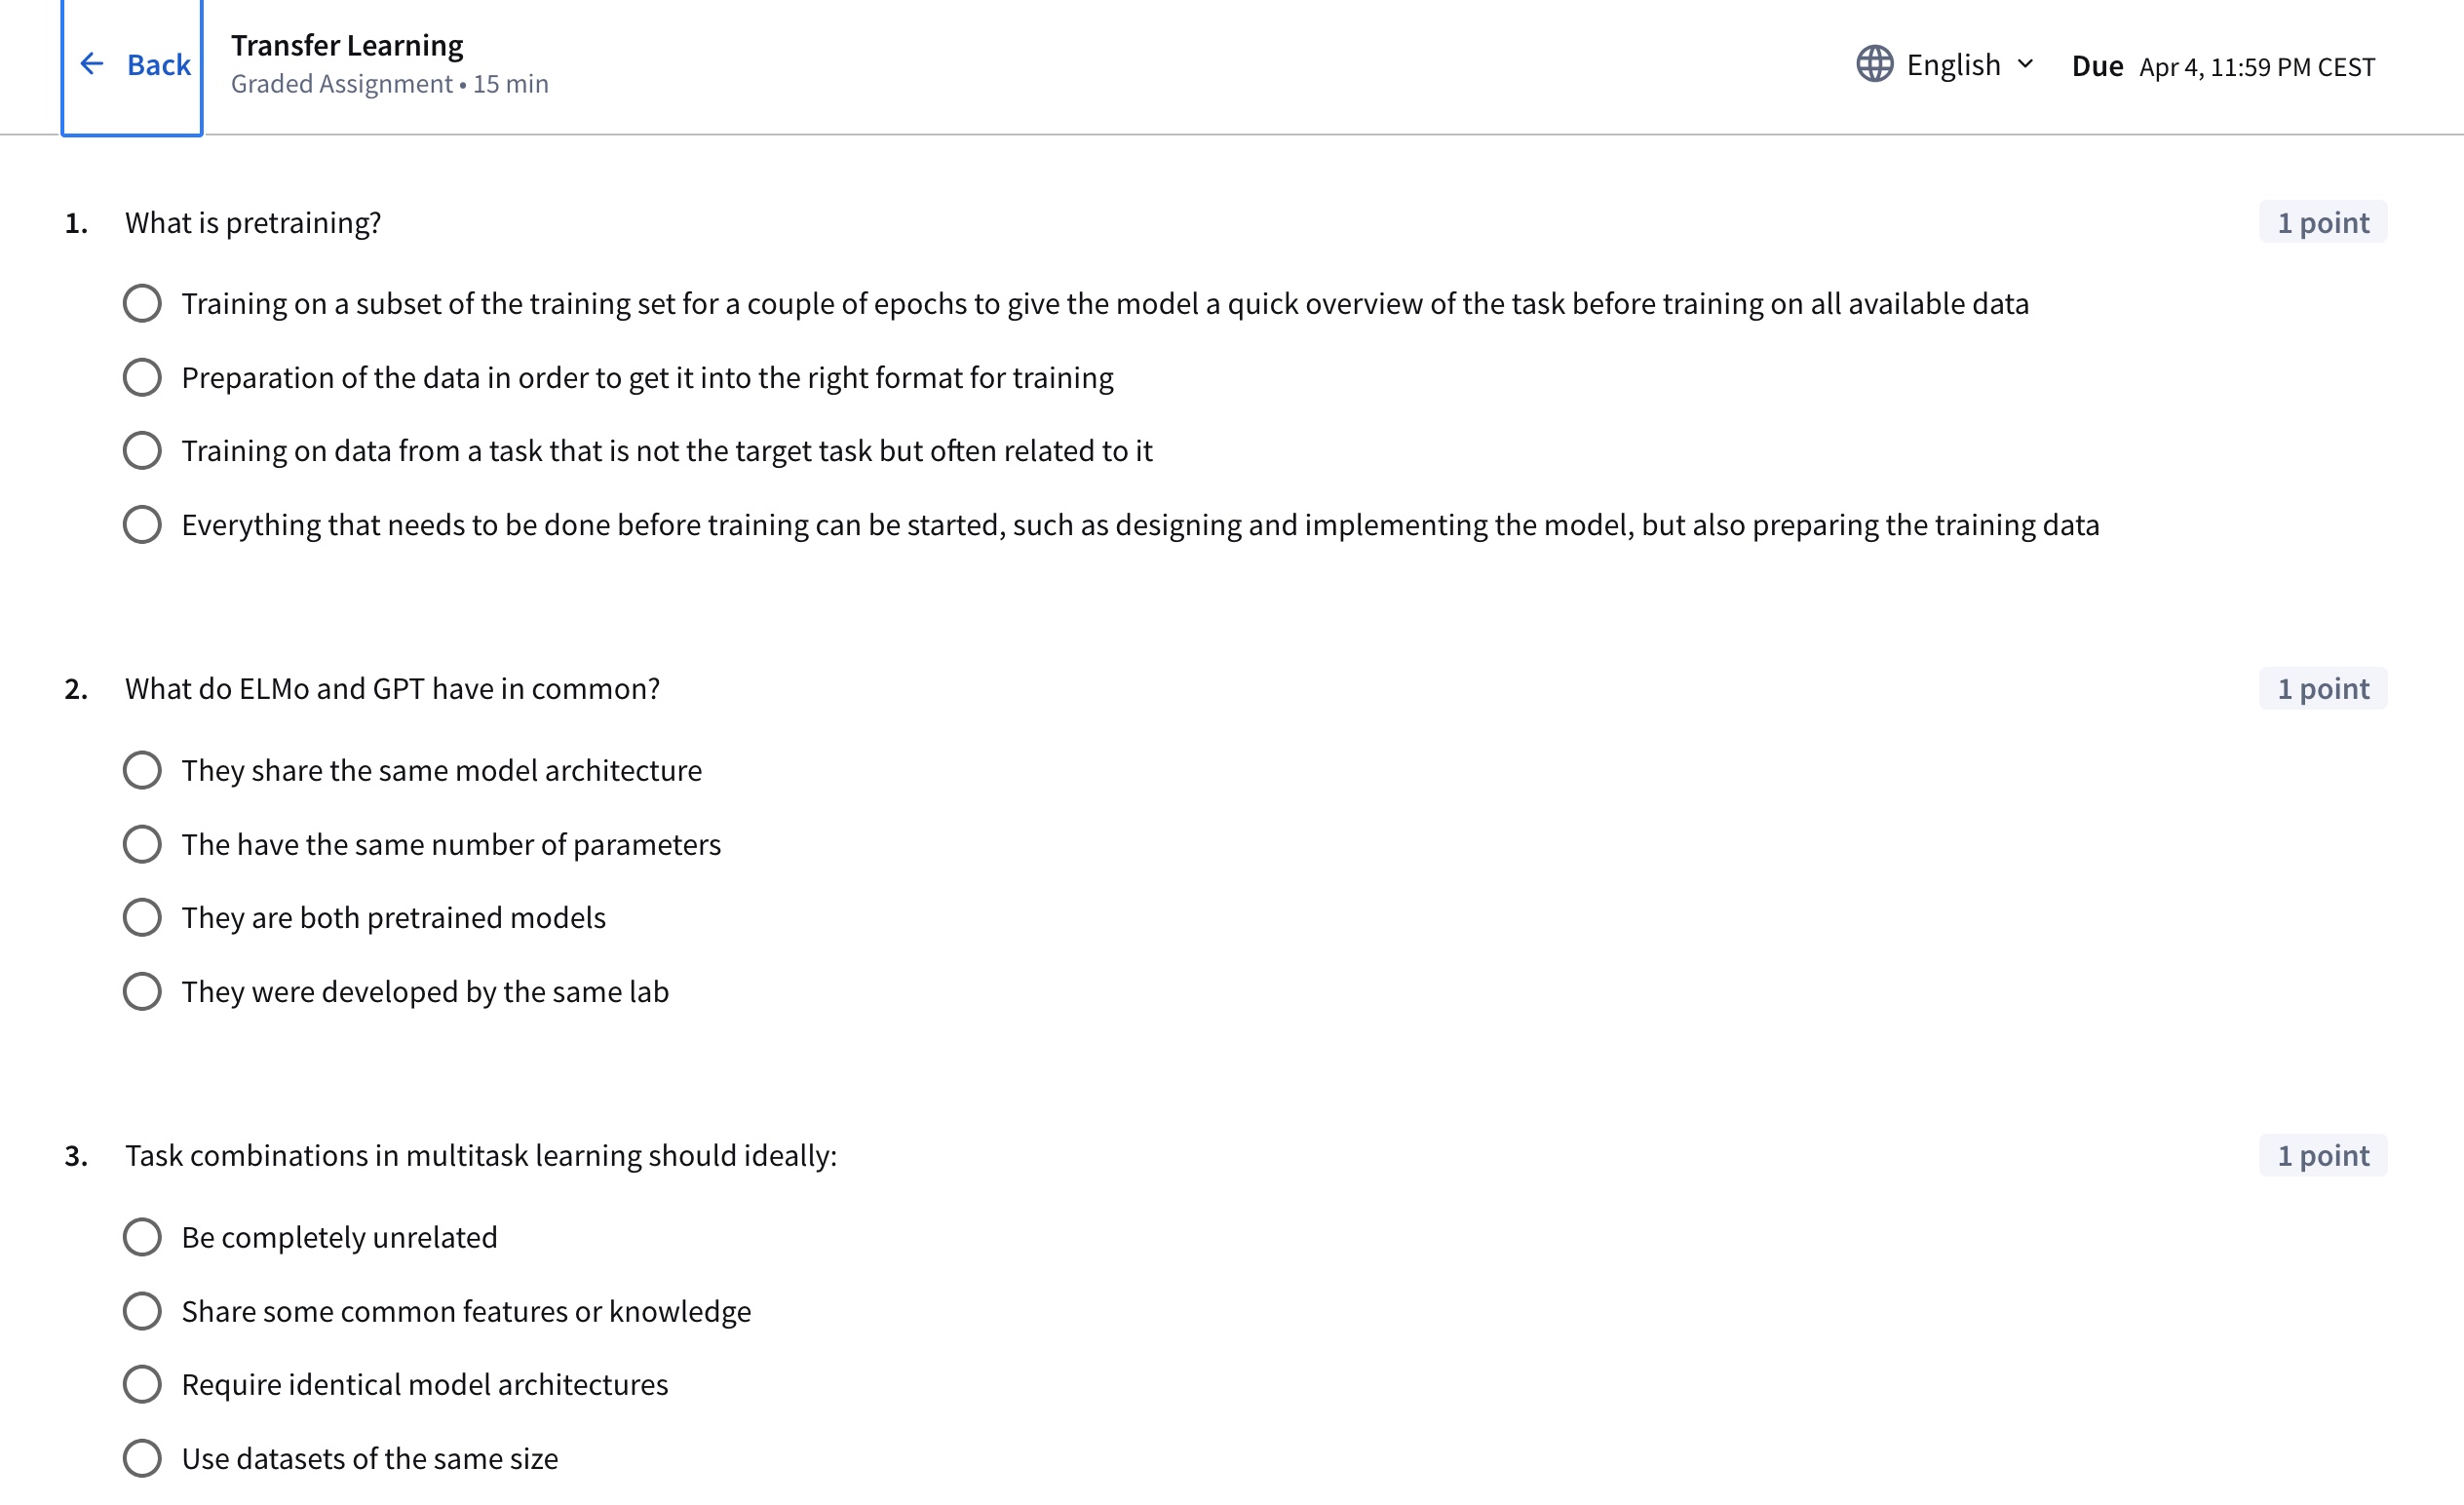 Back
Transfer Learning
Graded Assignment • 15 min
English
Due Apr 4, 11:59 PM CEST
1. What is pretraining? 1 point
Training on a subset of the training set for a couple of epochs to give the model a quick overview of the task before training on all available data
Preparation of the data in order to get it into the right format for training
Training on data from a task that is not the target task but often related to it
Everything that needs to be done before training can be started, such as designing and implementing the model, but also preparing the training data
2. What do ELMo and GPT have in common? 1 point
They share the same model architecture
The have the same number of parameters
They are both pretrained models
They were developed by the same lab
3. Task combinations in multitask learning should ideally: 1 point
Be completely unrelated
Share some common features or knowledge
Require identical model architectures
Use datasets of the same size